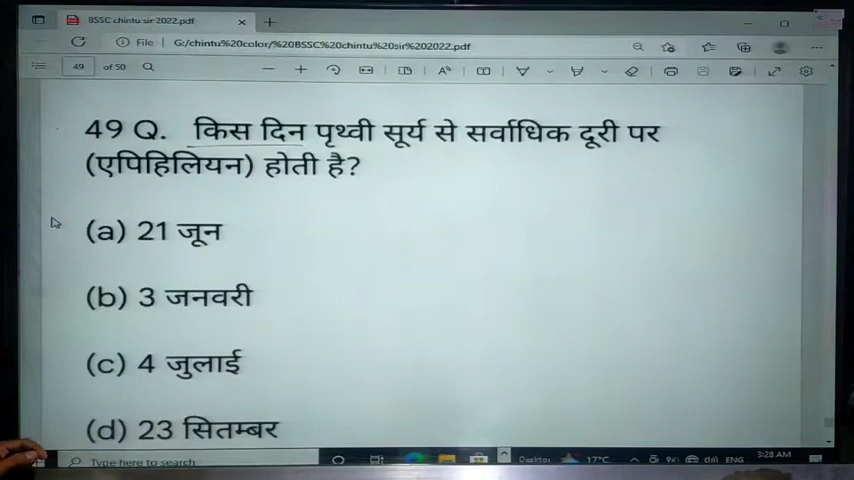 BSSC chintu sir 2022.pdf
File G:/chintu%20color/%20BSSC%20chintu%20sir%202022.pdf
49 of 50
49 Q. किस दिन पृथ्वी सूर्य से सर्वाधिक दूरी पर
(एपिहिलियन) होती है?
(a) 21 जून
(b) 3 जनवरी
(c) 4 जुलाई
(d) 23 सितम्बर
Type here to search Desktop 17°C ENG 3:28 AM